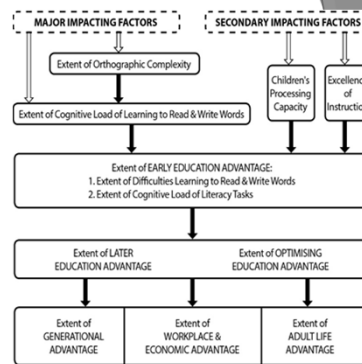 MAJOR IMPACTING FACTORS
SECONDARY IMPACTING FACTORS
Extent of Orthographic Complexity
Children's
Processing
Capacity
Excellenc
of
Instructio
Extent of Cognitive Load of Learning to Read & Write Words
Extent of EARLY EDUCATION ADVANTAGE:
1. Extent of Difficulties Learning to Read & Write Words
2. Extent of Cognitive Load of Literacy Tasks
Extent of LATER
EDUCATION ADVANTAGE
Extent of OPTIMISING
EDUCATION ADVANTAGE
Extent of
GENERATIONAL
ADVANTAGE
Extent of
WORKPLACE &
ECONOMIC ADVANTAGE
Extent of
ADULT LIFE
ADVANTAGE